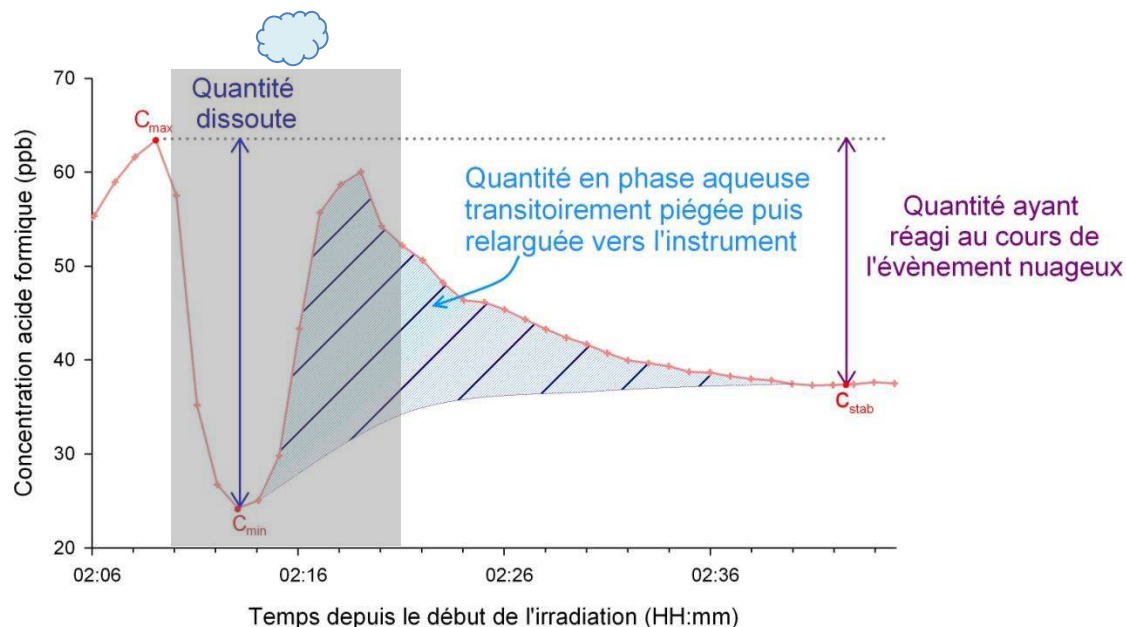 70
60
50
40
30
20
Concentration acide formique (ppb)
Cmax
Quantité
dissoute
Quantité en phase aqueuse
transitoirement piégée puis
relarguée vers l'instrument
Quantité ayant
réagi au cours de
l'évènement nuageux
Cmin
Cstab
02:06
02:16
02:26
02:36
Temps depuis le début de l'irradiation (HH:mm)